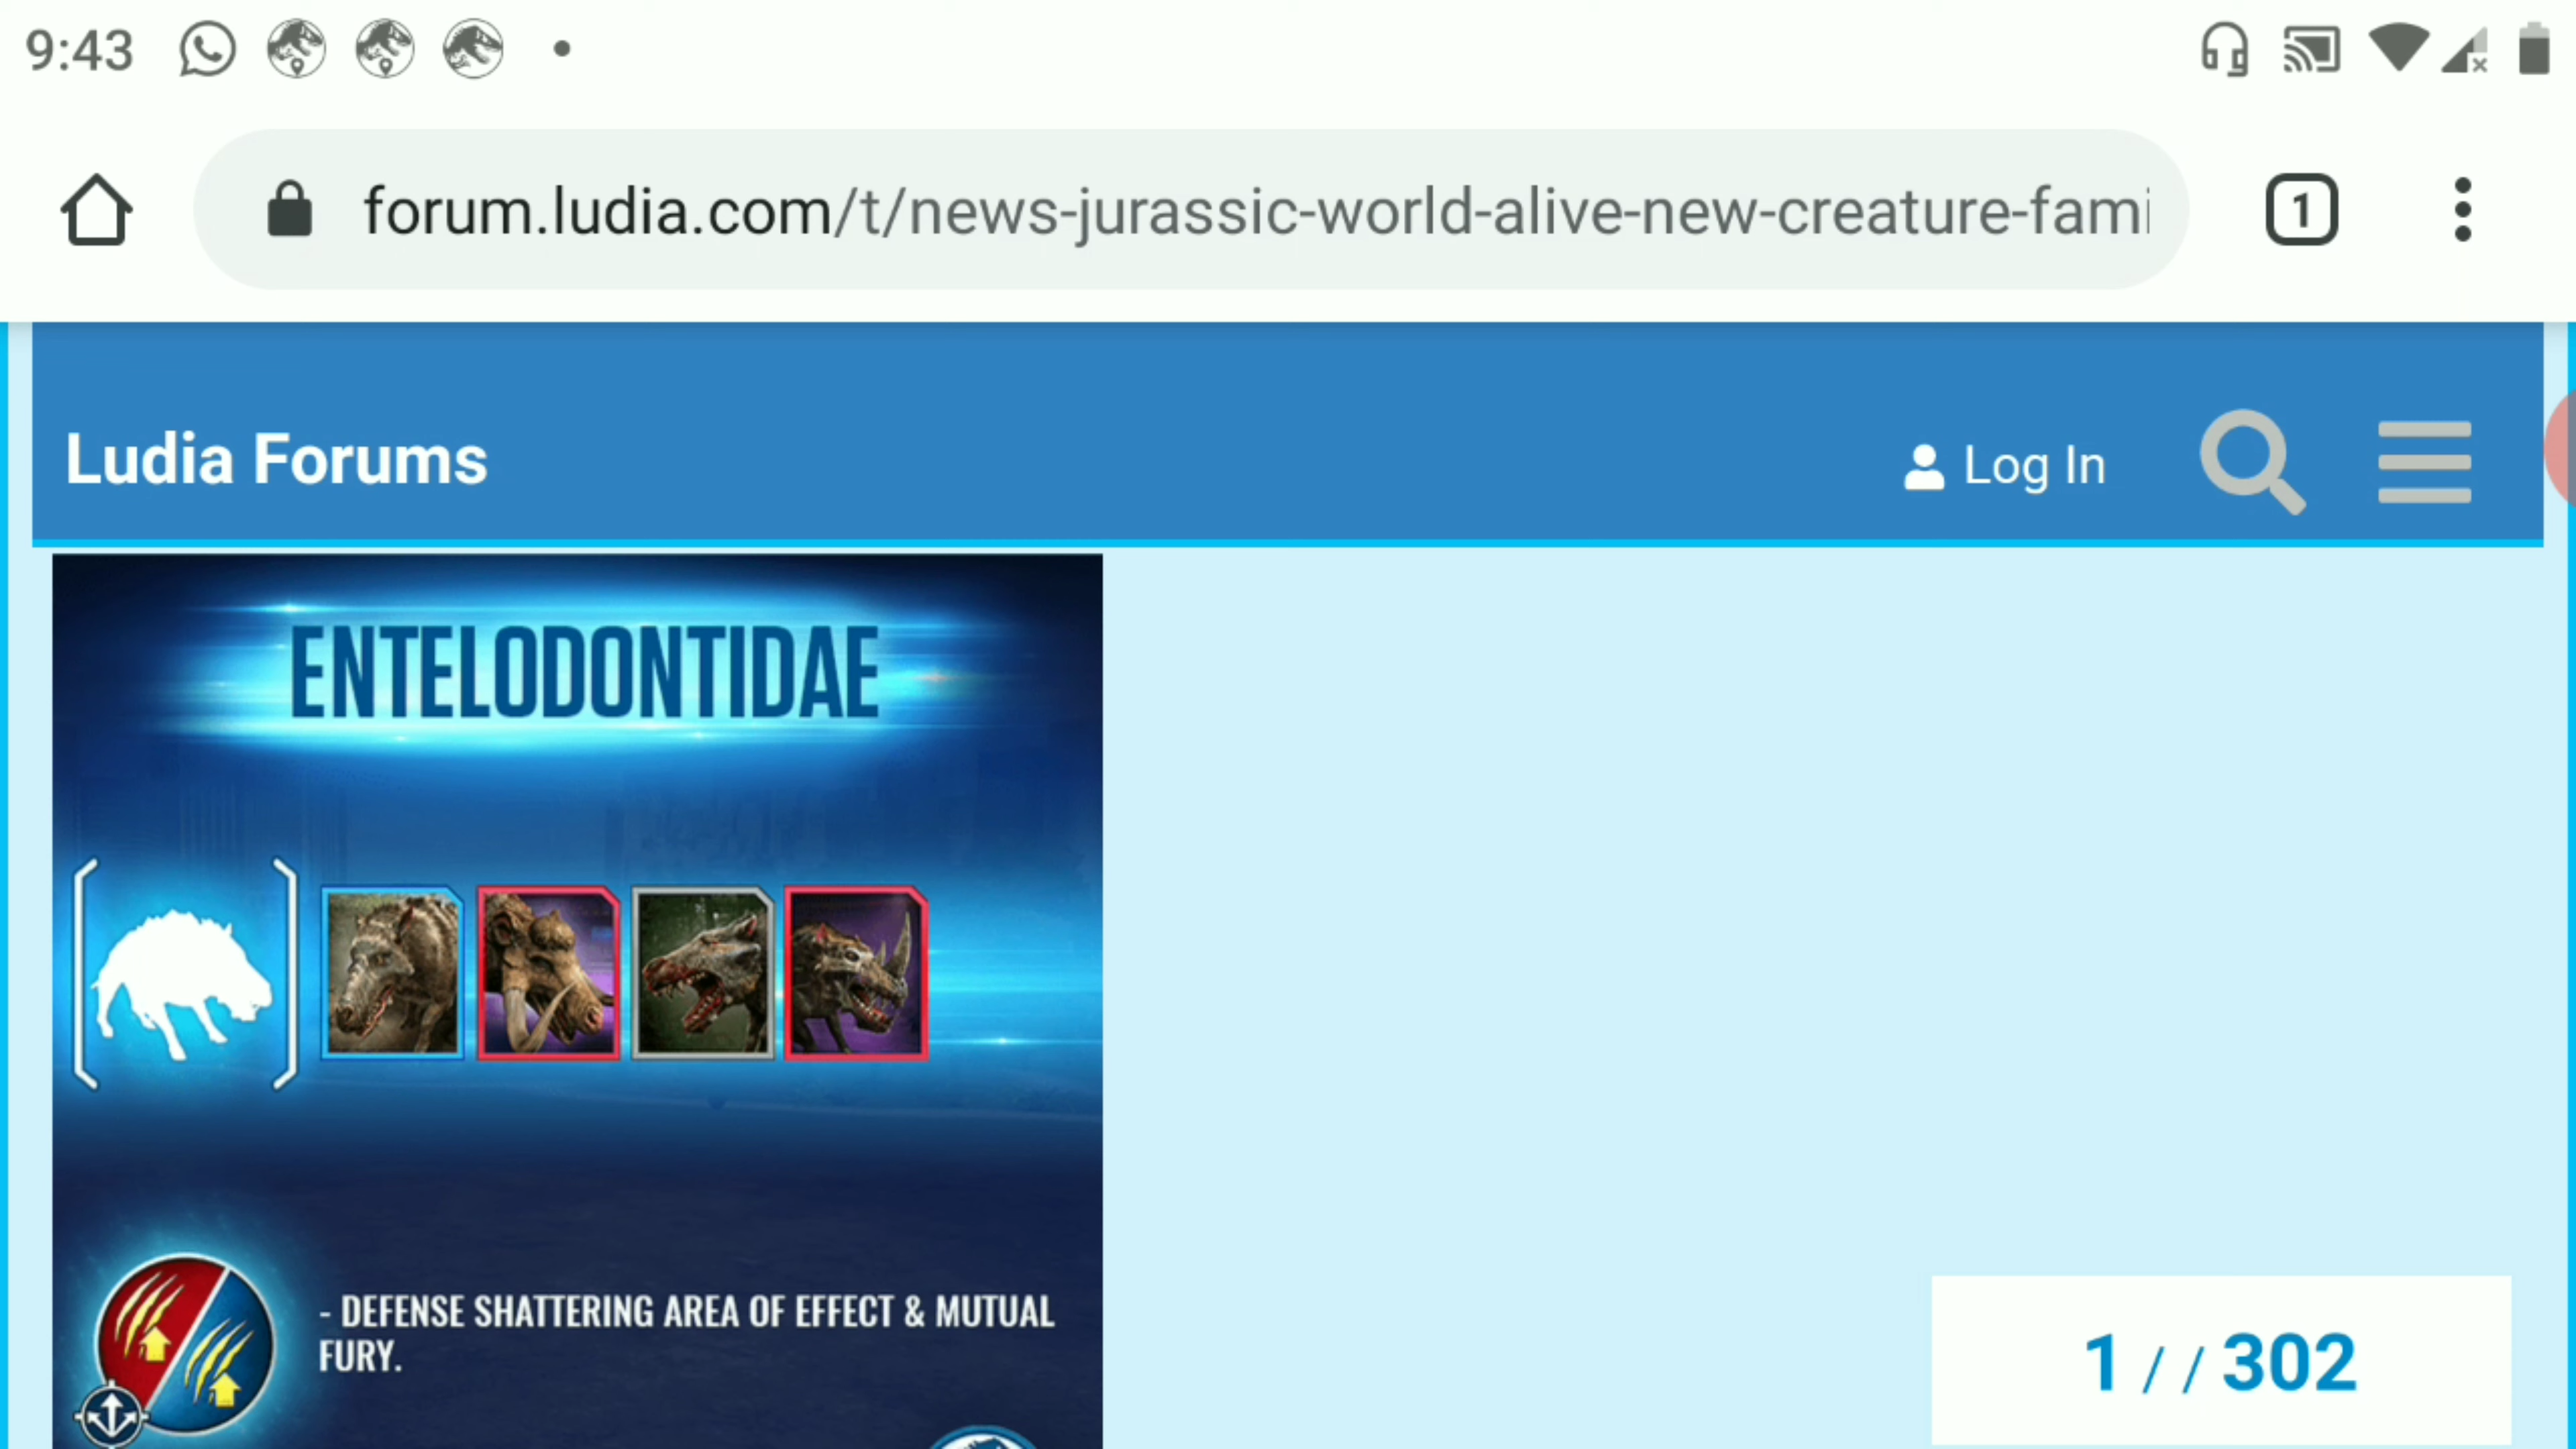 9:43
forum.ludia.com/t/news-jurassic-world-alive-new-creature-fami
1
Ludia Forums
Log In
ENTELODONTIDAE
- DEFENSE SHATTERING AREA OF EFFECT & MUTUAL
FURY.
1 / / 302